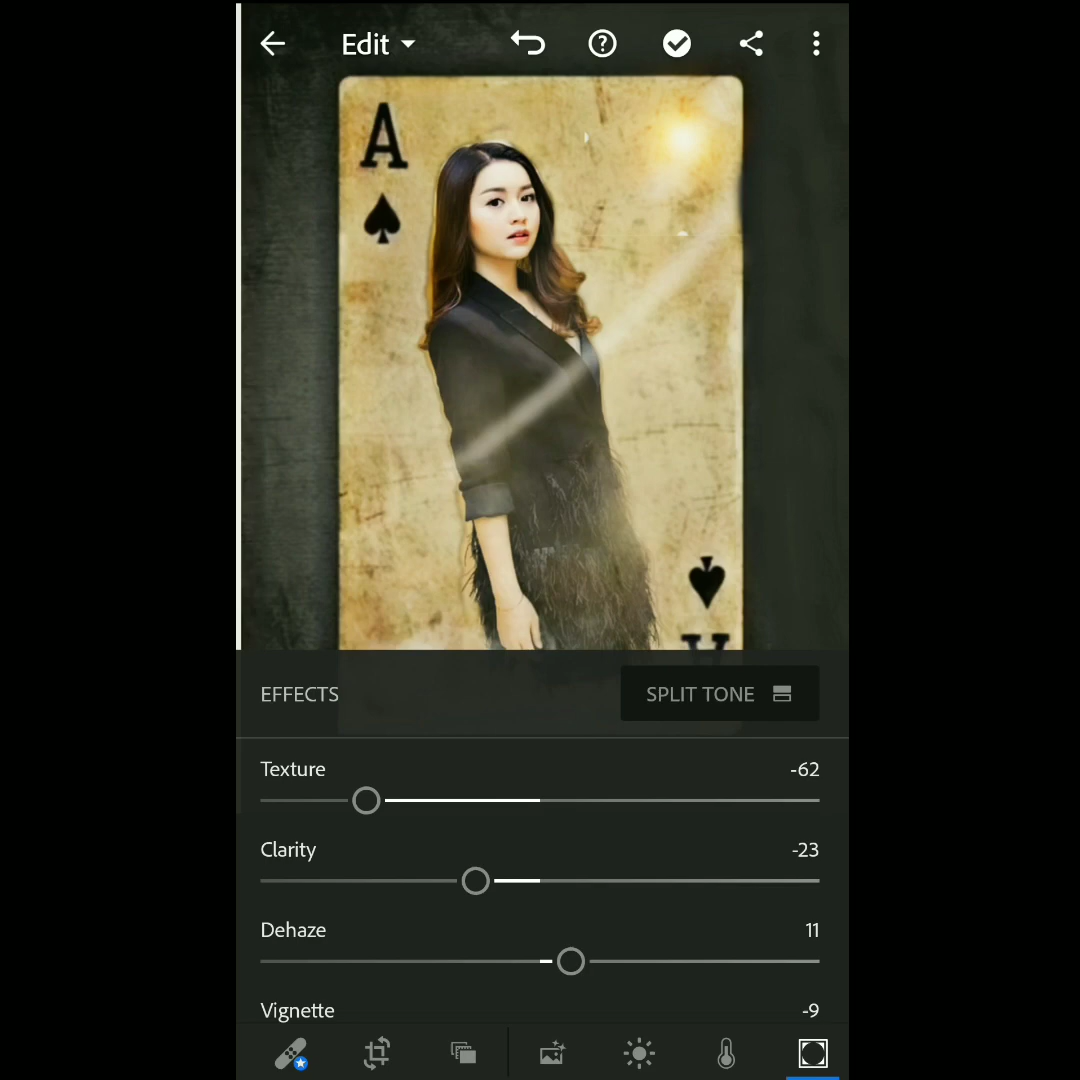 Edit
A
A
EFFECTS
SPLIT TONE
Texture -62
Clarity -23
Dehaze 11
Vignette -9